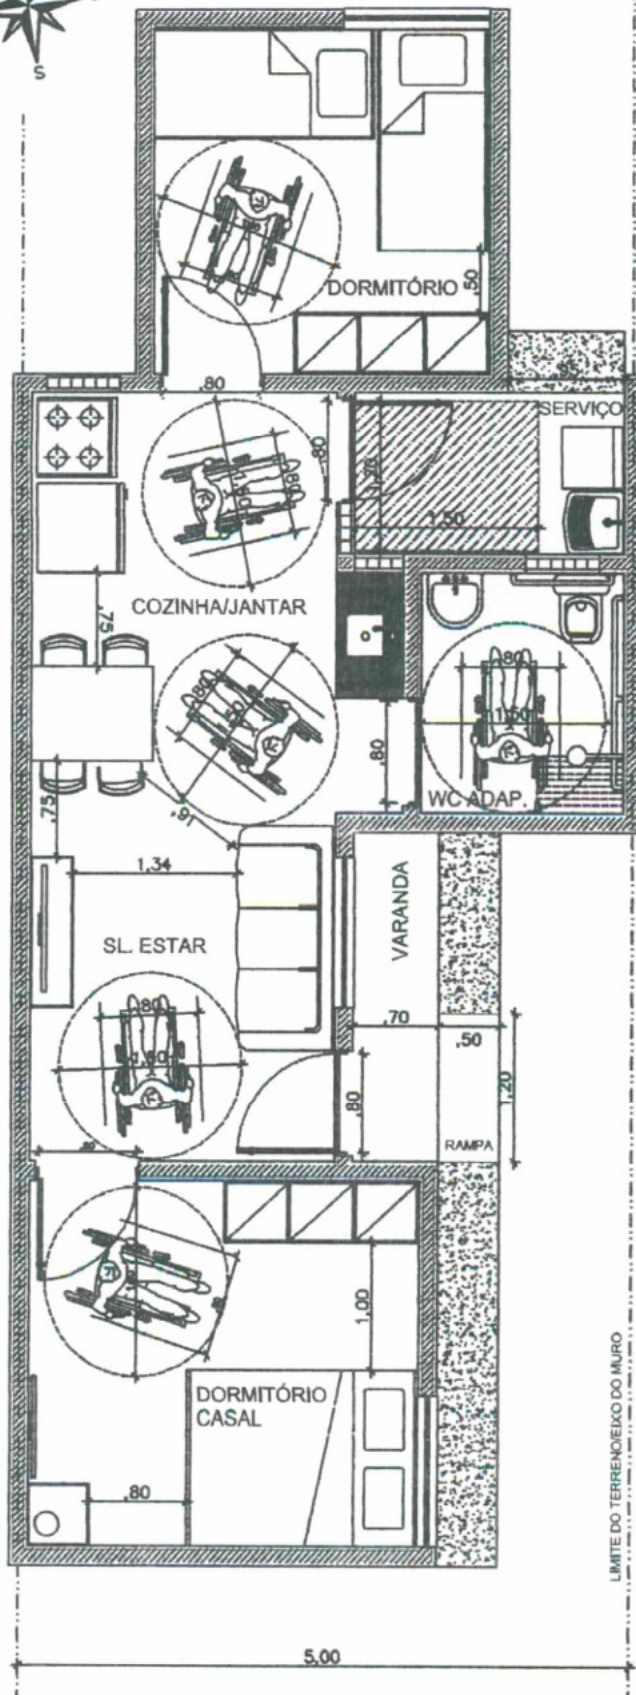 S
DORMITÓRIO
,50
,80
SERVIÇO
,80
1,20
1,50
,80
1,50
COZINHA/JANTAR
,75
,80
,80
1,50
,80
WC ADAP.
,75
1,34
,91
SL. ESTAR
VARANDA
,80
1,50
,70
,50
,80
1,20
RAMPA
,80
1,00
DORMITÓRIO
CASAL
,80
LIMITE DO TERRENO/EIXO DO MURO
5.00